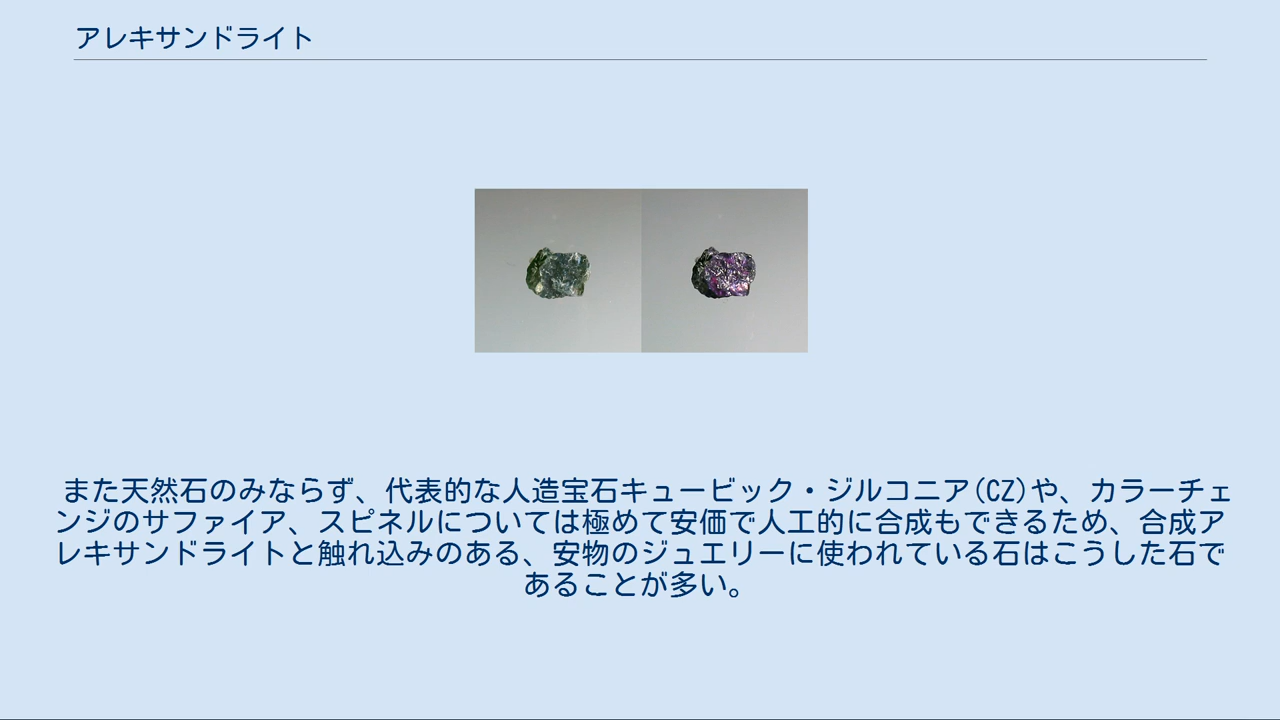 アレキサンドライト
また天然石のみならず、代表的な人造宝石キュービック・ジルコニア(CZ)や、カラーチェ
ンジのサファイア、スピネルについては極めて安価で人工的に合成もできるため、合成ア
レキサンドライトと触れ込みのある、安物のジュエリーに使われている石はこうした石で
あることが多い。